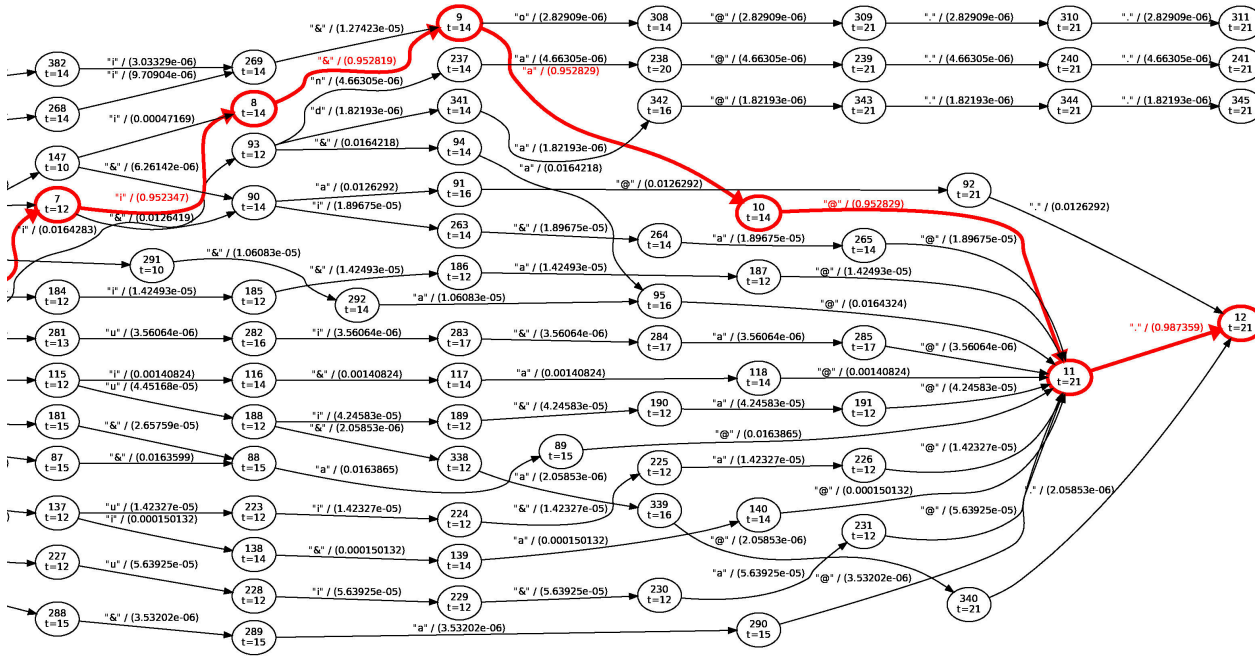 9
t=14
"o" / (2.82909e-06)
308
t=14
"@" / (2.82909e-06)
309
t=21
"." / (2.82909e-06)
310
t=21
"." / (2.82909e-06)
311
t=21
"&" / (1.27423e-05)
382
t=14
"i" / (3.03329e-06)
"i" / (9.70904e-06)
269
t=14
"&" / (0.952819)
237
t=14
"a" / (4.66305e-06)
"a" / (0.952829)
238
t=20
"@" / (4.66305e-06)
239
t=21
"." / (4.66305e-06)
240
t=21
"." / (4.66305e-06)
241
t=21
"n" / (4.66305e-06)
268
t=14
8
t=14
"i" / (0.00047169)
"d" / (1.82193e-06)
341
t=14
342
t=16
"@" / (1.82193e-06)
343
t=21
"." / (1.82193e-06)
344
t=21
"." / (1.82193e-06)
345
t=21
93
t=12
"&" / (0.0164218)
94
t=14
"a" / (1.82193e-06)
"a" / (0.0164218)
147
t=10
"&" / (6.26142e-06)
7
t=12
"i" / (0.952347)
"&" / (0.0126419)
"i" / (0.0164283)
90
t=14
"a" / (0.0126292)
"i" / (1.89675e-05)
91
t=16
"@" / (0.0126292)
92
t=21
"." / (0.0126292)
10
t=14
"@" / (0.952829)
263
t=14
"&" / (1.89675e-05)
264
t=14
"a" / (1.89675e-05)
265
t=14
"@" / (1.89675e-05)
291
t=10
"&" / (1.06083e-05)
"&" / (1.42493e-05)
186
t=12
"a" / (1.42493e-05)
187
t=12
"@" / (1.42493e-05)
184
t=12
"i" / (1.42493e-05)
185
t=12
292
t=14
"a" / (1.06083e-05)
95
t=16
"@" / (0.0164324)
12
t=21
"." / (0.987359)
281
t=13
"u" / (3.56064e-06)
282
t=16
"i" / (3.56064e-06)
283
t=17
"&" / (3.56064e-06)
284
t=17
"a" / (3.56064e-06)
285
t=17
"@" / (3.56064e-06)
11
t=21
115
t=12
"i" / (0.00140824)
"u" / (4.45168e-05)
116
t=14
"&" / (0.00140824)
117
t=14
"a" / (0.00140824)
118
t=14
"@" / (0.00140824)
181
t=15
"&" / (2.65759e-05)
188
t=12
"i" / (4.24583e-05)
"&" / (2.05853e-06)
189
t=12
"&" / (4.24583e-05)
190
t=12
"a" / (4.24583e-05)
191
t=12
"@" / (4.24583e-05)
87
t=15
"&" / (0.0163599)
88
t=15
"a" / (0.0163865)
338
t=12
"a" / (2.05853e-06)
89
t=15
"@" / (0.0163865)
225
t=12
"a" / (1.42327e-05)
226
t=12
"@" / (1.42327e-05)
137
t=12
"u" / (1.42327e-05)
"i" / (0.000150132)
223
t=12
"i" / (1.42327e-05)
224
t=12
"&" / (1.42327e-05)
339
t=16
"@" / (2.05853e-06)
140
t=14
"@" / (0.000150132)
231
t=12
"@" / (5.63925e-05)
"." / (2.05853e-06)
138
t=14
"&" / (0.000150132)
139
t=14
"a" / (0.000150132)
227
t=12
"u" / (5.63925e-05)
228
t=12
"i" / (5.63925e-05)
229
t=12
"&" / (5.63925e-05)
230
t=12
"a" / (5.63925e-05)
"@" / (3.53202e-06)
340
t=21
288
t=15
"&" / (3.53202e-06)
289
t=15
"a" / (3.53202e-06)
290
t=15